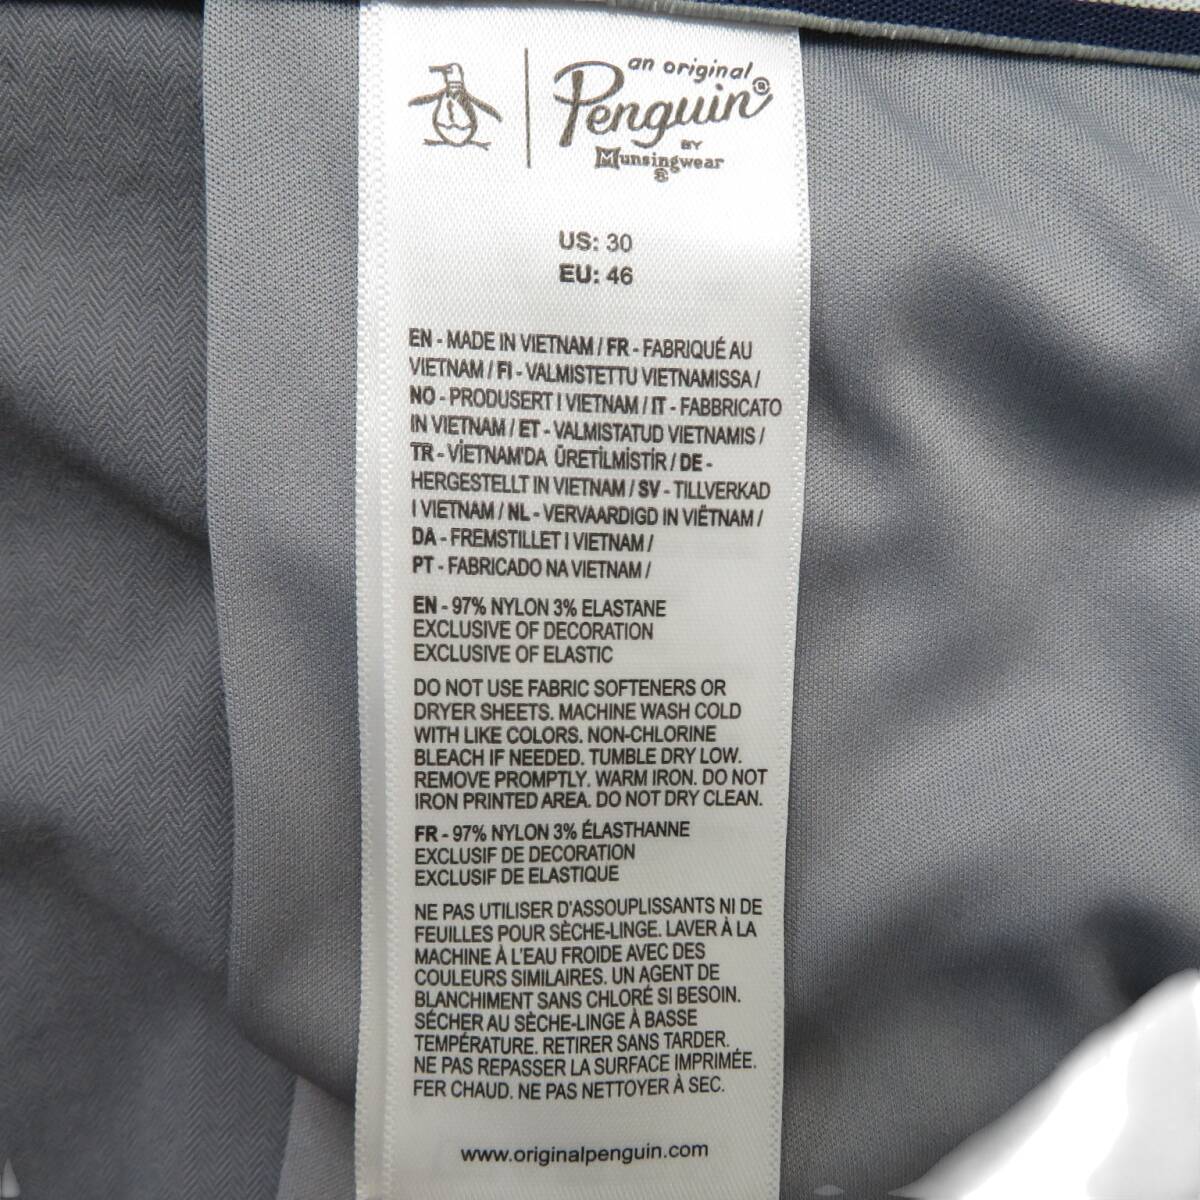 an original
Penguin®
BY
Munsingwear
®
US: 30
EU: 46
EN - MADE IN VIETNAM / FR - FABRIQUÉ AU
VIETNAM / FI - VALMISTETTU VIETNAMISSA /
NO - PRODUSERT I VIETNAM / IT - FABBRICATO
IN VIETNAM / ET - VALMISTATUD VIETNAMIS /
TR - VİETNAM'DA ÜRETİLMİSTİR / DE -
HERGESTELLT IN VIETNAM / SV - TILLVERKAD
I VIETNAM / NL - VERVAARDIGD IN VIËTNAM /
DA - FREMSTILLET I VIETNAM /
PT - FABRICADO NA VIETNAM /
EN - 97% NYLON 3% ELASTANE
EXCLUSIVE OF DECORATION
EXCLUSIVE OF ELASTIC
DO NOT USE FABRIC SOFTENERS OR
DRYER SHEETS. MACHINE WASH COLD
WITH LIKE COLORS. NON-CHLORINE
BLEACH IF NEEDED. TUMBLE DRY LOW.
REMOVE PROMPTLY. WARM IRON. DO NOT
IRON PRINTED AREA. DO NOT DRY CLEAN.
FR - 97% NYLON 3% ÉLASTHANNE
EXCLUSIF DE DECORATION
EXCLUSIF DE ELASTIQUE
NE PAS UTILISER D'ASSOUPLISSANTS NI DE
FEUILLES POUR SÈCHE-LINGE. LAVER À LA
MACHINE À L'EAU FROIDE AVEC DES
COULEURS SIMILAIRES. UN AGENT DE
BLANCHIMENT SANS CHLORÉ SI BESOIN.
SÉCHER AU SÈCHE-LINGE À BASSE
TEMPÉRATURE. RETIRER SANS TARDER.
NE PAS REPASSER LA SURFACE IMPRIMÉE.
FER CHAUD. NE PAS NETTOYER À SEC.
www.originalpenguin.com